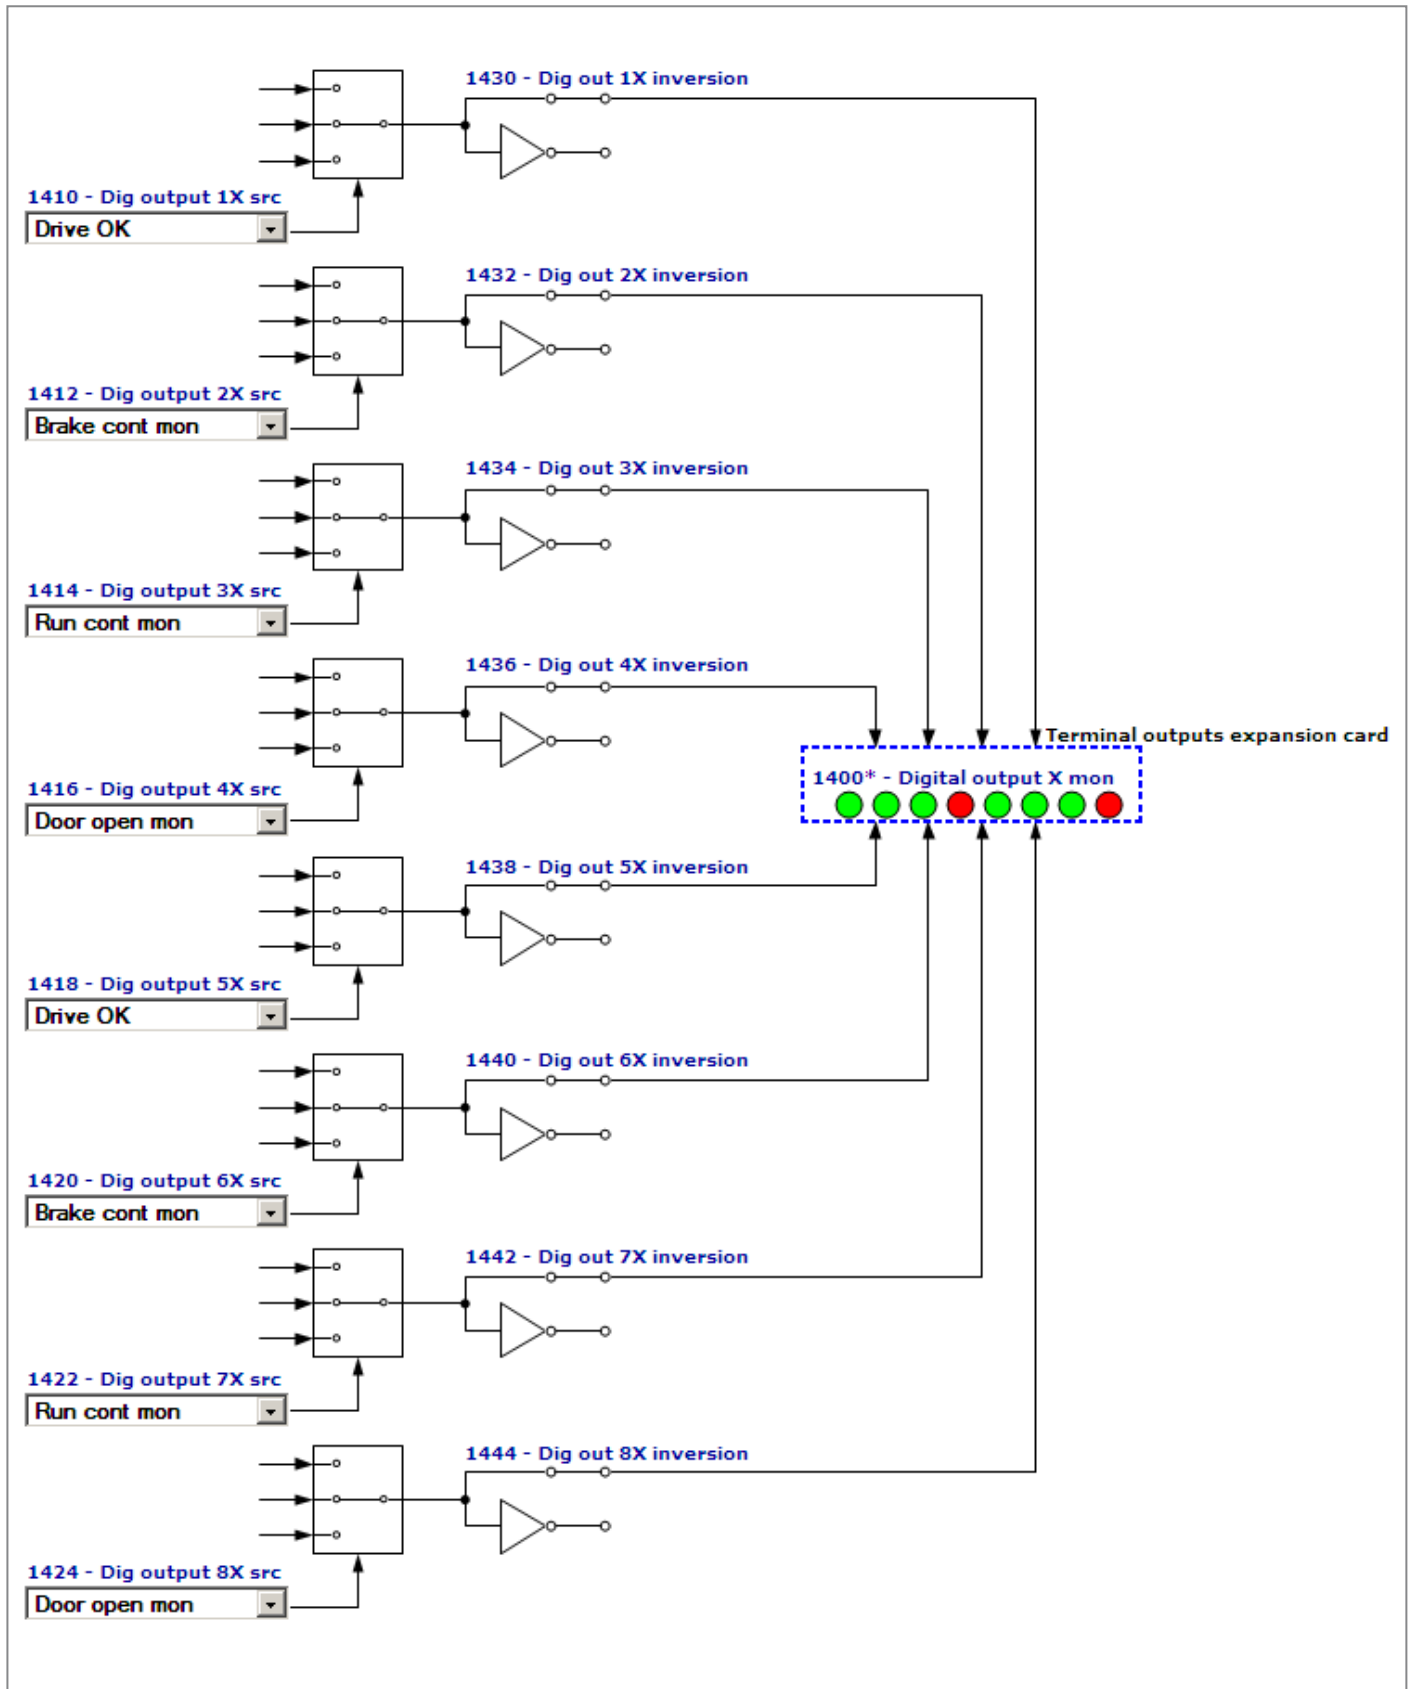 1430 - Dig out 1X inversion
1410 - Dig output 1X src
Drive OK
1432 - Dig out 2X inversion
1412 - Dig output 2X src
Brake cont mon
1434 - Dig out 3X inversion
1414 - Dig output 3X src
Run cont mon
1436 - Dig out 4X inversion
Terminal outputs expansion card
1400* - Digital output X mon
1416 - Dig output 4X src
Door open mon
1438 - Dig out 5X inversion
1418 - Dig output 5X src
Drive OK
1440 - Dig out 6X inversion
1420 - Dig output 6X src
Brake cont mon
1442 - Dig out 7X inversion
1422 - Dig output 7X src
Run cont mon
1444 - Dig out 8X inversion
1424 - Dig output 8X src
Door open mon